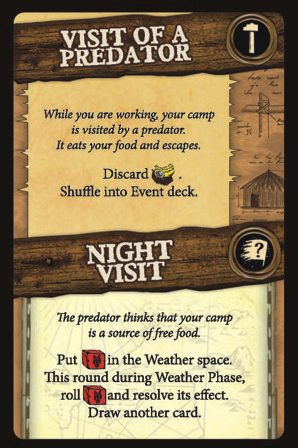 VISIT OF A
PREDATOR
While you are working, your camp
is visited by a predator.
It eats your food and escapes.
Discard .
Shuffle into Event deck.
NIGHT
VISIT
?
The predator thinks that your camp
is a source of free food.
Put in the Weather space.
This round during Weather Phase,
roll and resolve its effect.
Draw another card.